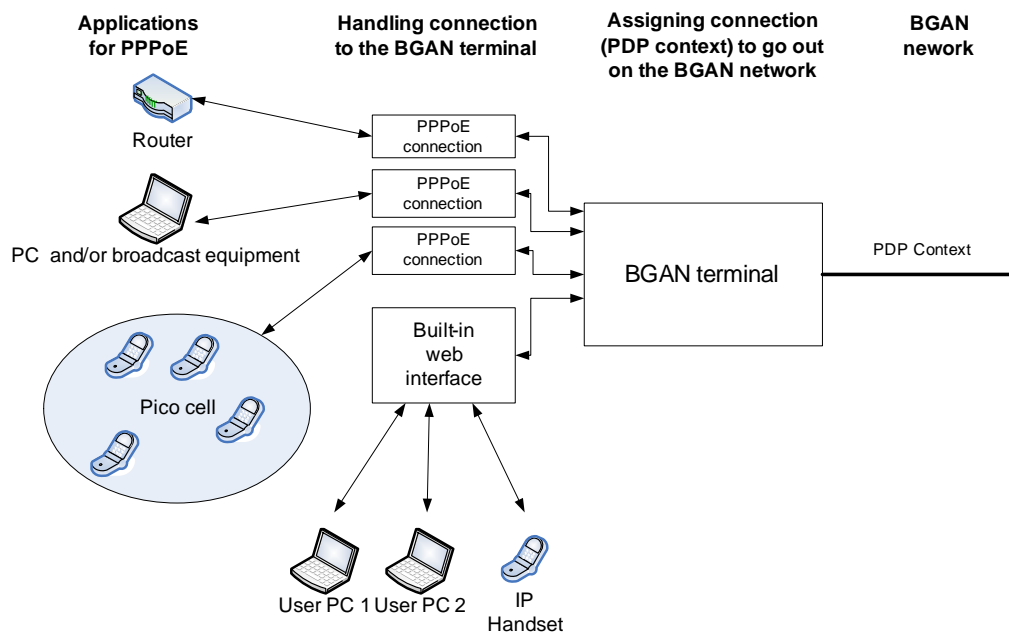 Applications
for PPPoE
Handling connection
to the BGAN terminal
Assigning connection
(PDP context) to go out
on the BGAN network
BGAN
nework
Router
PPPoE
connection
PC and/or broadcast equipment
PPPoE
connection
PPPoE
connection
BGAN terminal
PDP Context
Built-in
web
interface
Pico cell
User PC 1
User PC 2
IP
Handset